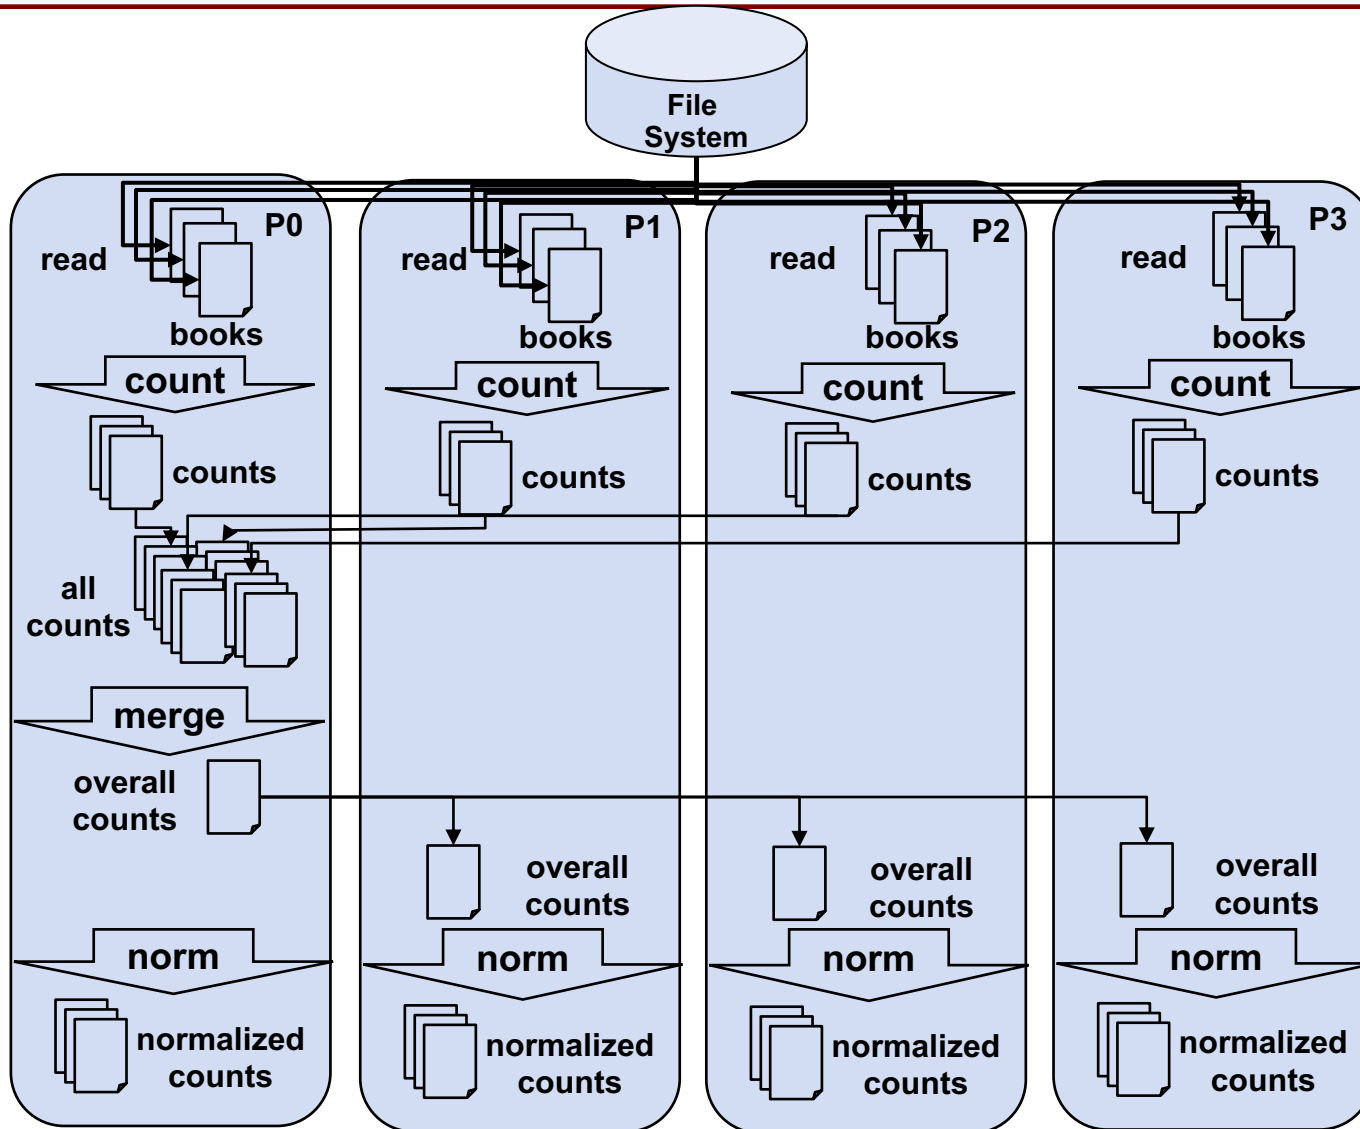 File
System
P0
read
books
count
counts
all
counts
merge
overall
counts
norm
normalized
counts
P1
read
books
count
counts
overall
counts
norm
normalized
counts
P2
read
books
count
counts
overall
counts
norm
normalized
counts
P3
read
books
count
counts
overall
counts
norm
normalized
counts